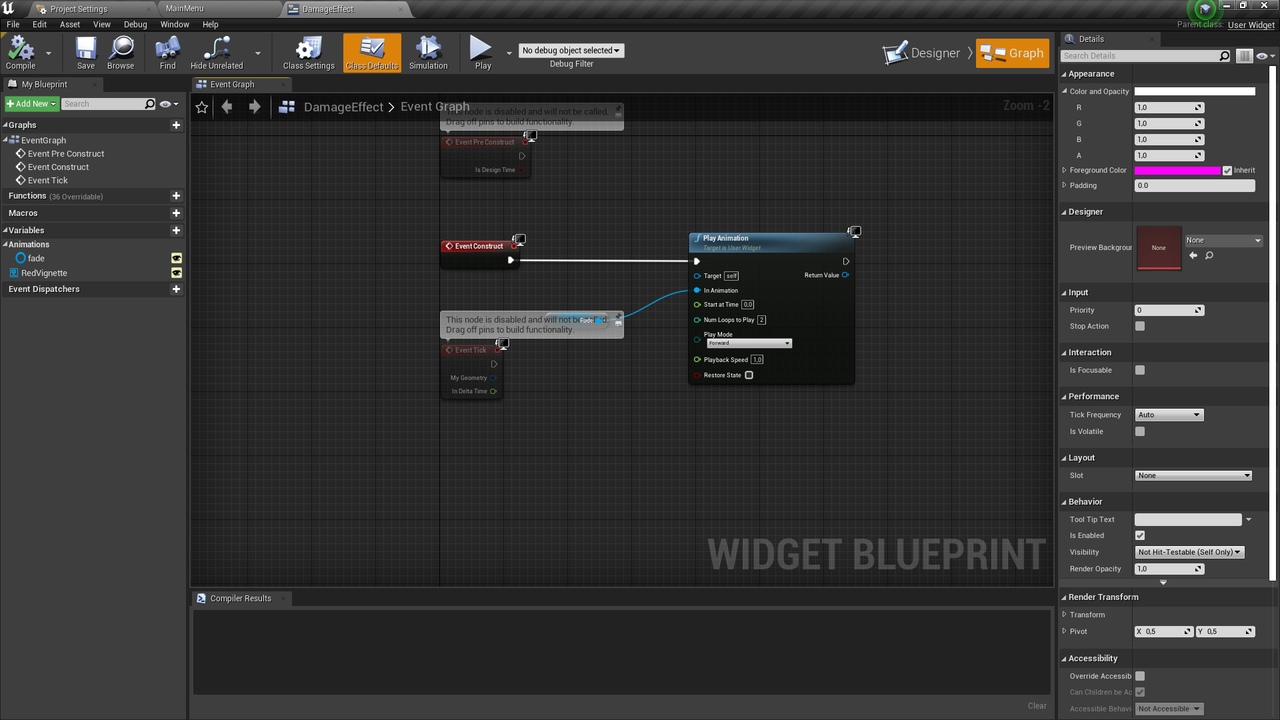 Project Settings
MainMenu
DamageEffect
File Edit Asset View Debug Window Help
Parent class: User Widget
Compile Save Browse Find Hide Unrelated Class Settings Class Defaults Simulation Play
No debug object selected
Debug Filter
Designer Graph
My Blueprint
Add New Search
Graphs
EventGraph
Event Pre Construct
Event Construct
Event Tick
Functions (36 Overridable)
Macros
Variables
Animations
fade
RedVignette
Event Dispatchers
Event Graph
DamageEffect > Event Graph
Zoom -2
This node is disabled and will not be called.
Drag off pins to build functionality.
Event Pre Construct
Is Design Time
Event Construct
This node is disabled and will not be called.
Drag off pins to build functionality.
Fade
Event Tick
My Geometry
In Delta Time
Play Animation
Target is User Widget
Target self
Return Value
In Animation
Start at Time 0,0
Num Loops to Play 2
Play Mode
Forward
Playback Speed 1,0
Restore State
WIDGET BLUEPRINT
Compiler Results
Clear
Details
Search Details
Appearance
Color and Opacity
R 1,0
G 1,0
B 1,0
A 1,0
Foreground Color Inherit
Padding 0.0
Designer
Preview Backgroun None None
Input
Priority 0
Stop Action
Interaction
Is Focusable
Performance
Tick Frequency Auto
Is Volatile
Layout
Slot None
Behavior
Tool Tip Text
Is Enabled
Visibility Not Hit-Testable (Self Only)
Render Opacity 1,0
Render Transform
Transform
Pivot X 0,5 Y 0,5
Accessibility
Override Accessib
Can Children be Ac
Accessible Behavi Not Accessible